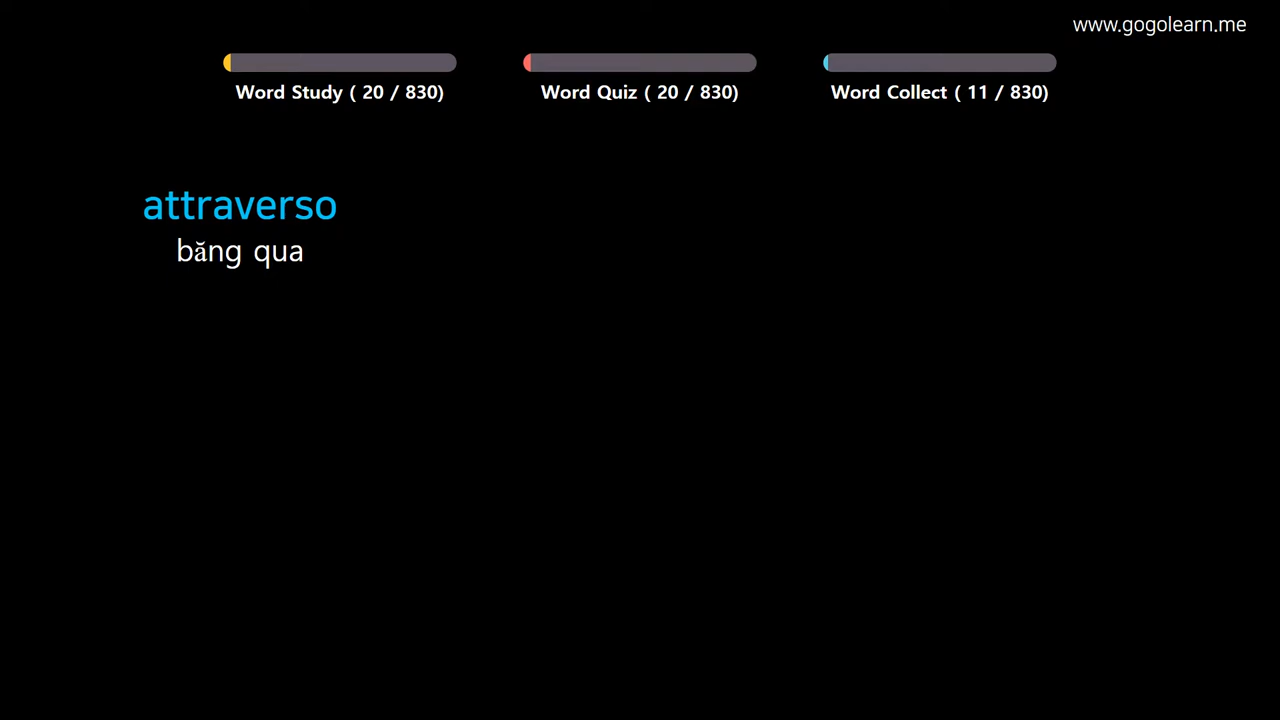 www.gogolearn.me
Word Study ( 20 / 830)
Word Quiz ( 20 / 830)
Word Collect ( 11 / 830)
attraverso
băng qua